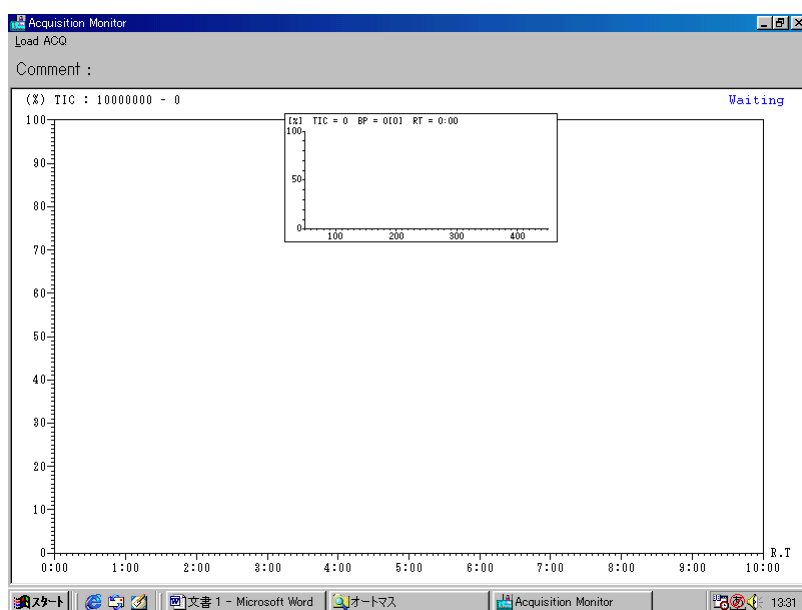 Acquisition Monitor
Load ACQ
Comment :
(%) TIC : 10000000 - 0
Waiting
[%] TIC = 0 BP = 0[0] RT = 0:00
100
50
0
100 200 300 400
100
90
80
70
60
50
40
30
20
10
0
R.T
0:00 1:00 2:00 3:00 4:00 5:00 6:00 7:00 8:00 9:00 10:00
スタート 文書 1 - Microsoft Word オートマス Acquisition Monitor 13:31